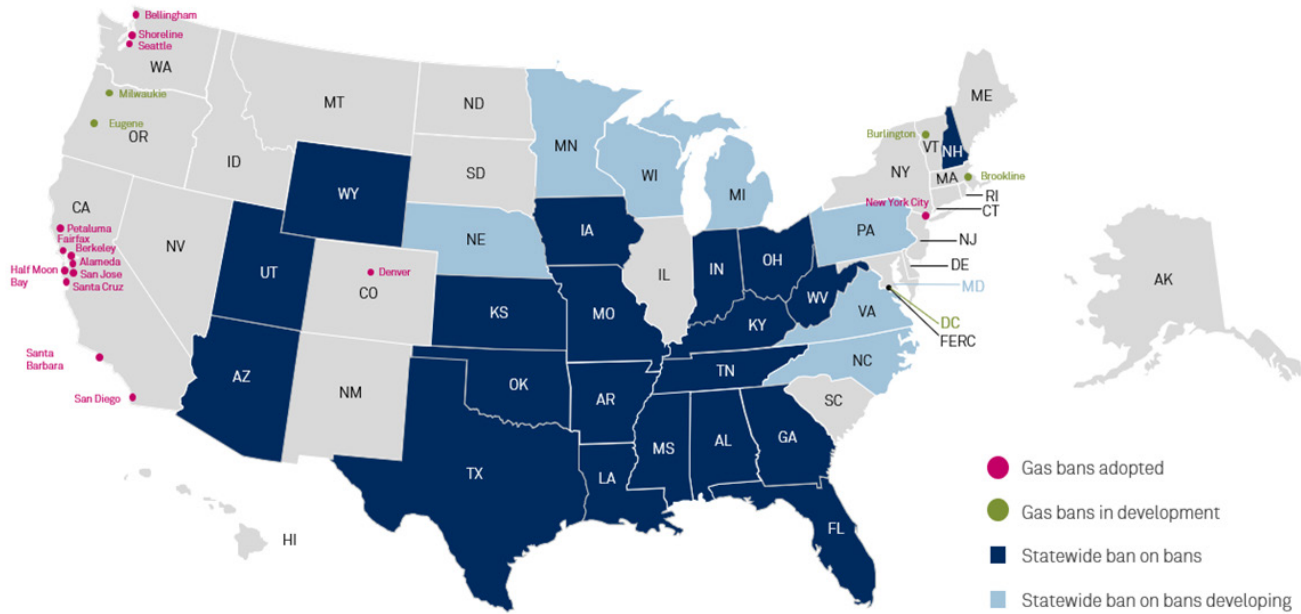 Bellingham
Shoreline
Seattle
WA
Milwaukie
Eugene
OR
MT
ND
ID
SD
WY
MN
WI
MI
ME
Burlington
VT
NH
NY
MA
Brookline
RI
CT
New York City
CA
Petaluma
Fairfax
Berkeley
Alameda
Half Moon
Bay
San Jose
Santa Cruz
Santa
Barbara
San Diego
NV
UT
Denver
CO
NE
IA
KS
MO
IL
IN
OH
PA
NJ
DE
MD
DC
FERC
WV
VA
KY
NC
TN
SC
AZ
NM
OK
AR
TX
LA
MS
AL
GA
FL
AK
HI
Gas bans adopted
Gas bans in development
Statewide ban on bans
Statewide ban on bans developing